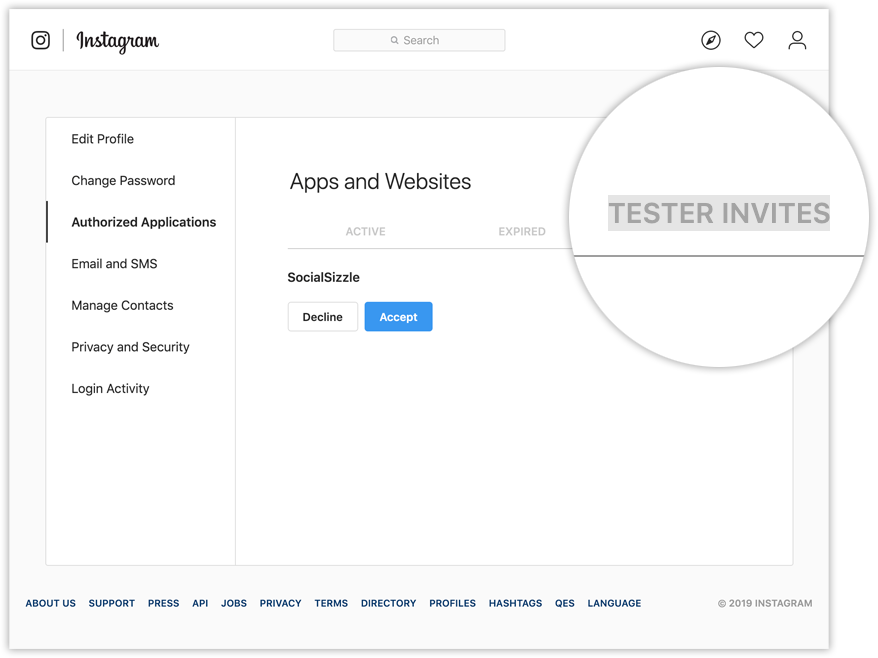 Instagram
Search
Edit Profile
Change Password
Authorized Applications
Email and SMS
Manage Contacts
Privacy and Security
Login Activity
Apps and Websites
ACTIVE EXPIRED TESTER INVITES
SocialSizzle
Decline Accept
ABOUT US SUPPORT PRESS API JOBS PRIVACY TERMS DIRECTORY PROFILES HASHTAGS QES LANGUAGE © 2019 INSTAGRAM